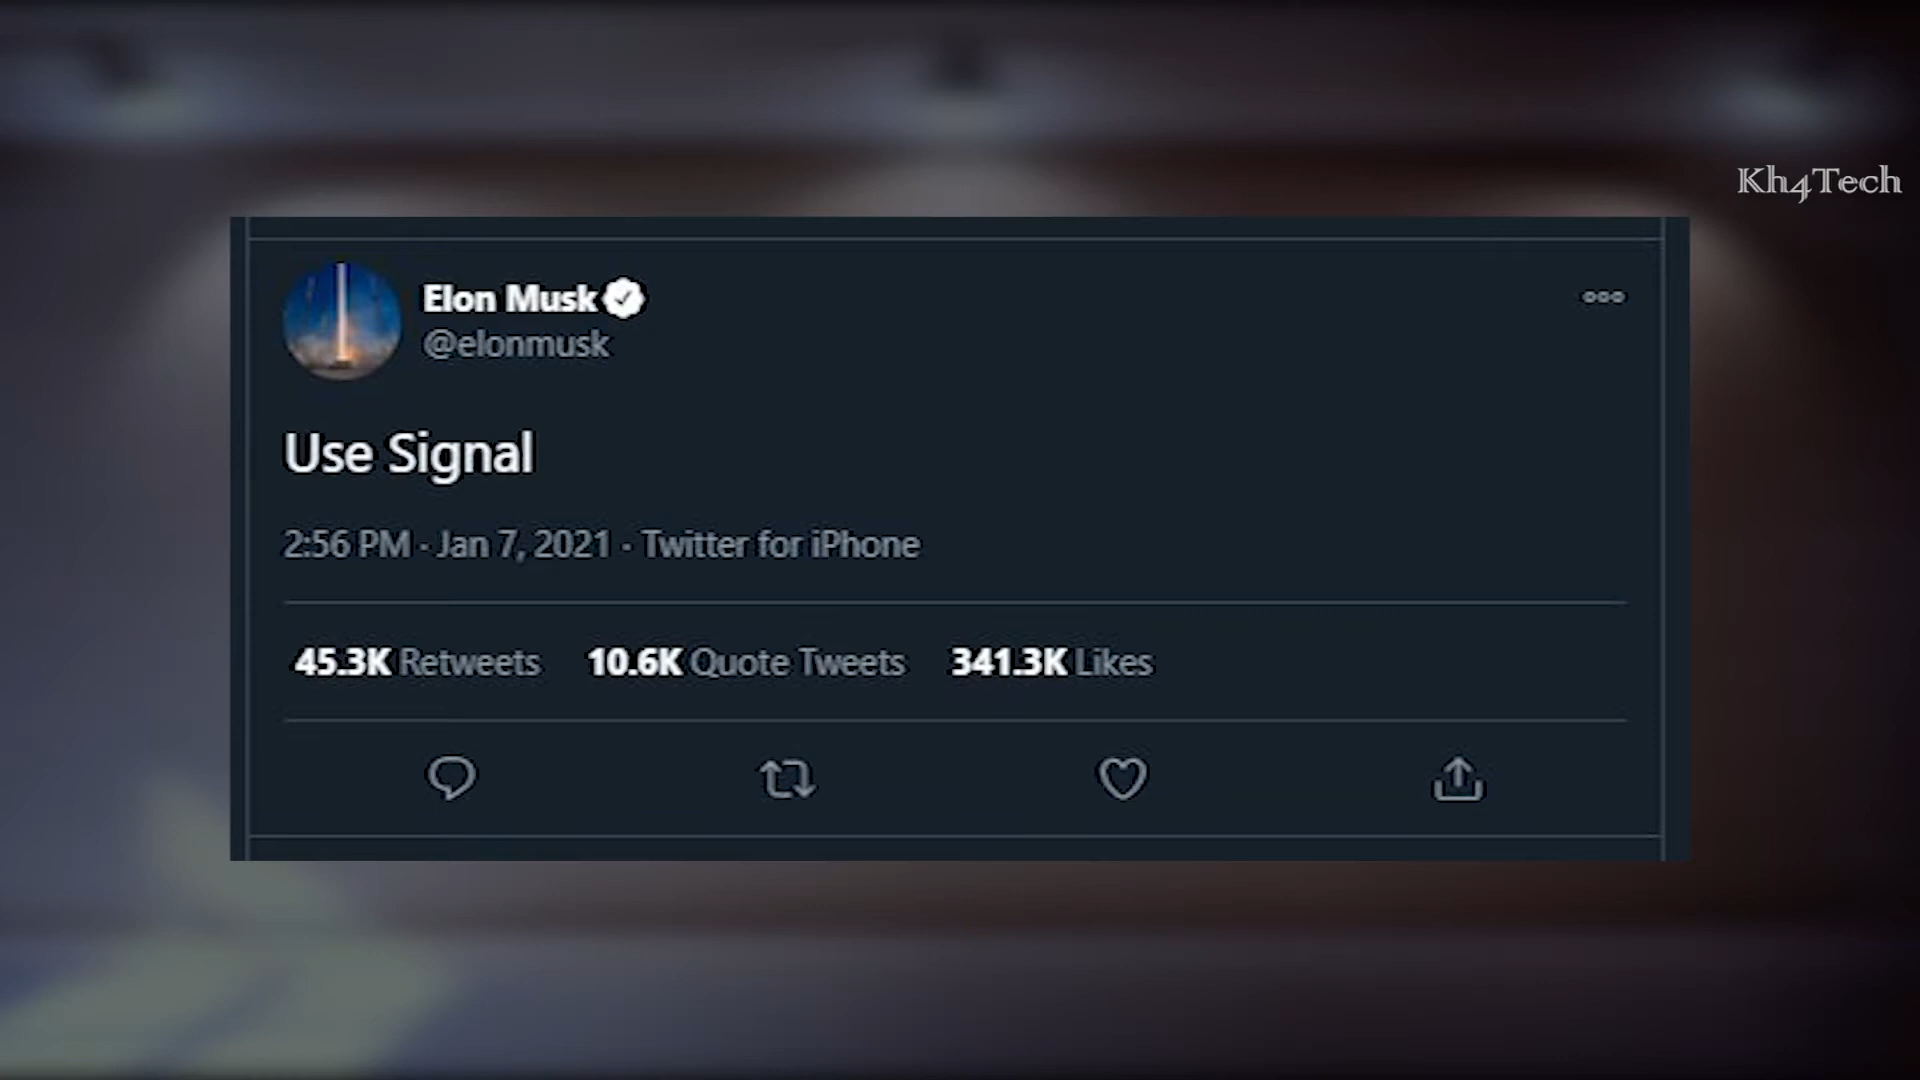 Kh4Tech
Elon Musk
@elonmusk
Use Signal
2:56 PM · Jan 7, 2021 · Twitter for iPhone
45.3K Retweets 10.6K Quote Tweets 341.3K Likes